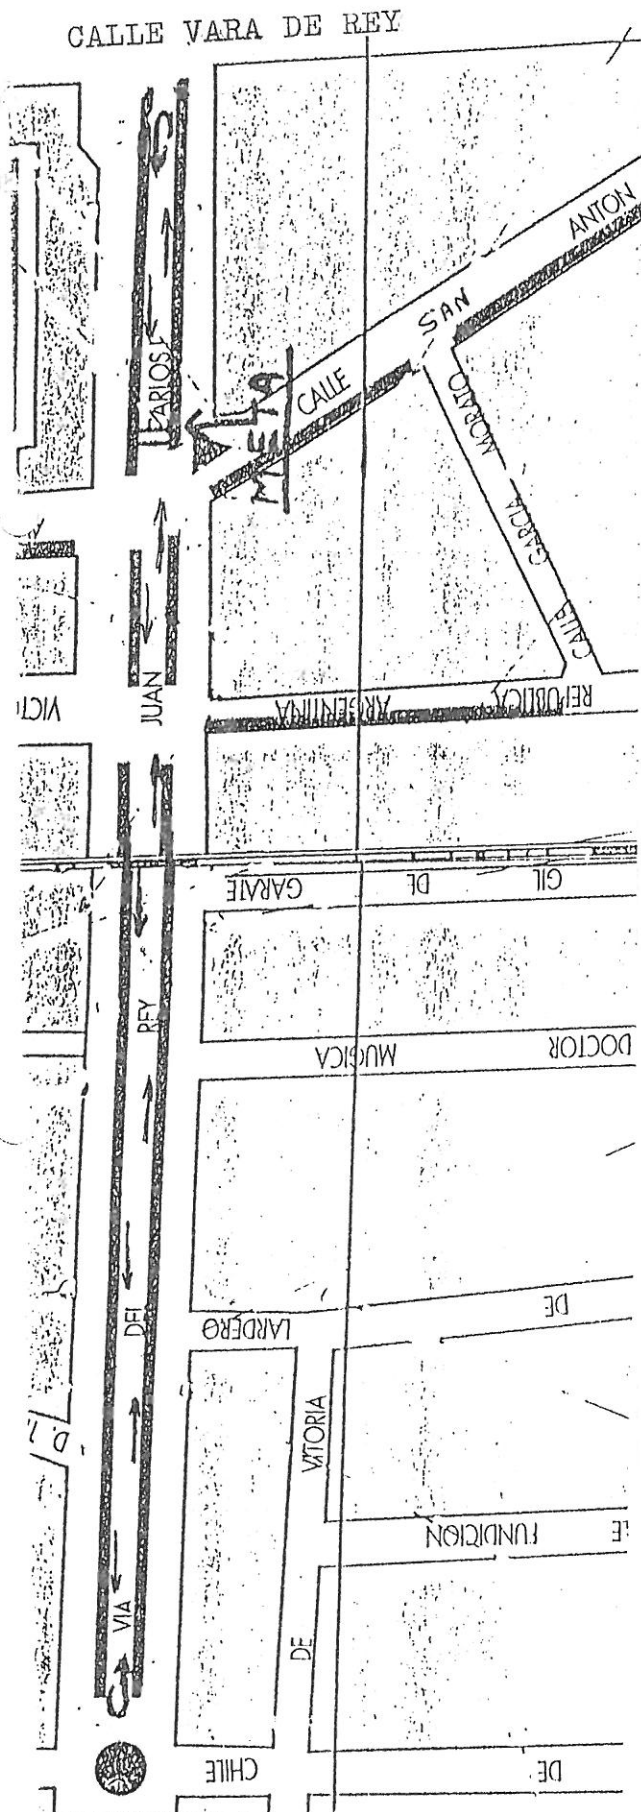 CALLE VARA DE REY
ANTON
SAN
CALLE
META
CARLOS
CALLE GARCIA MORATO
JUAN
REPUBLICA ARGENTINA
GIL DE GARATE
REY
DOCTOR MUGICA
DEL
DE LARDERO
VITORIA
FUNDICION
VIA
DE
DE CHILE